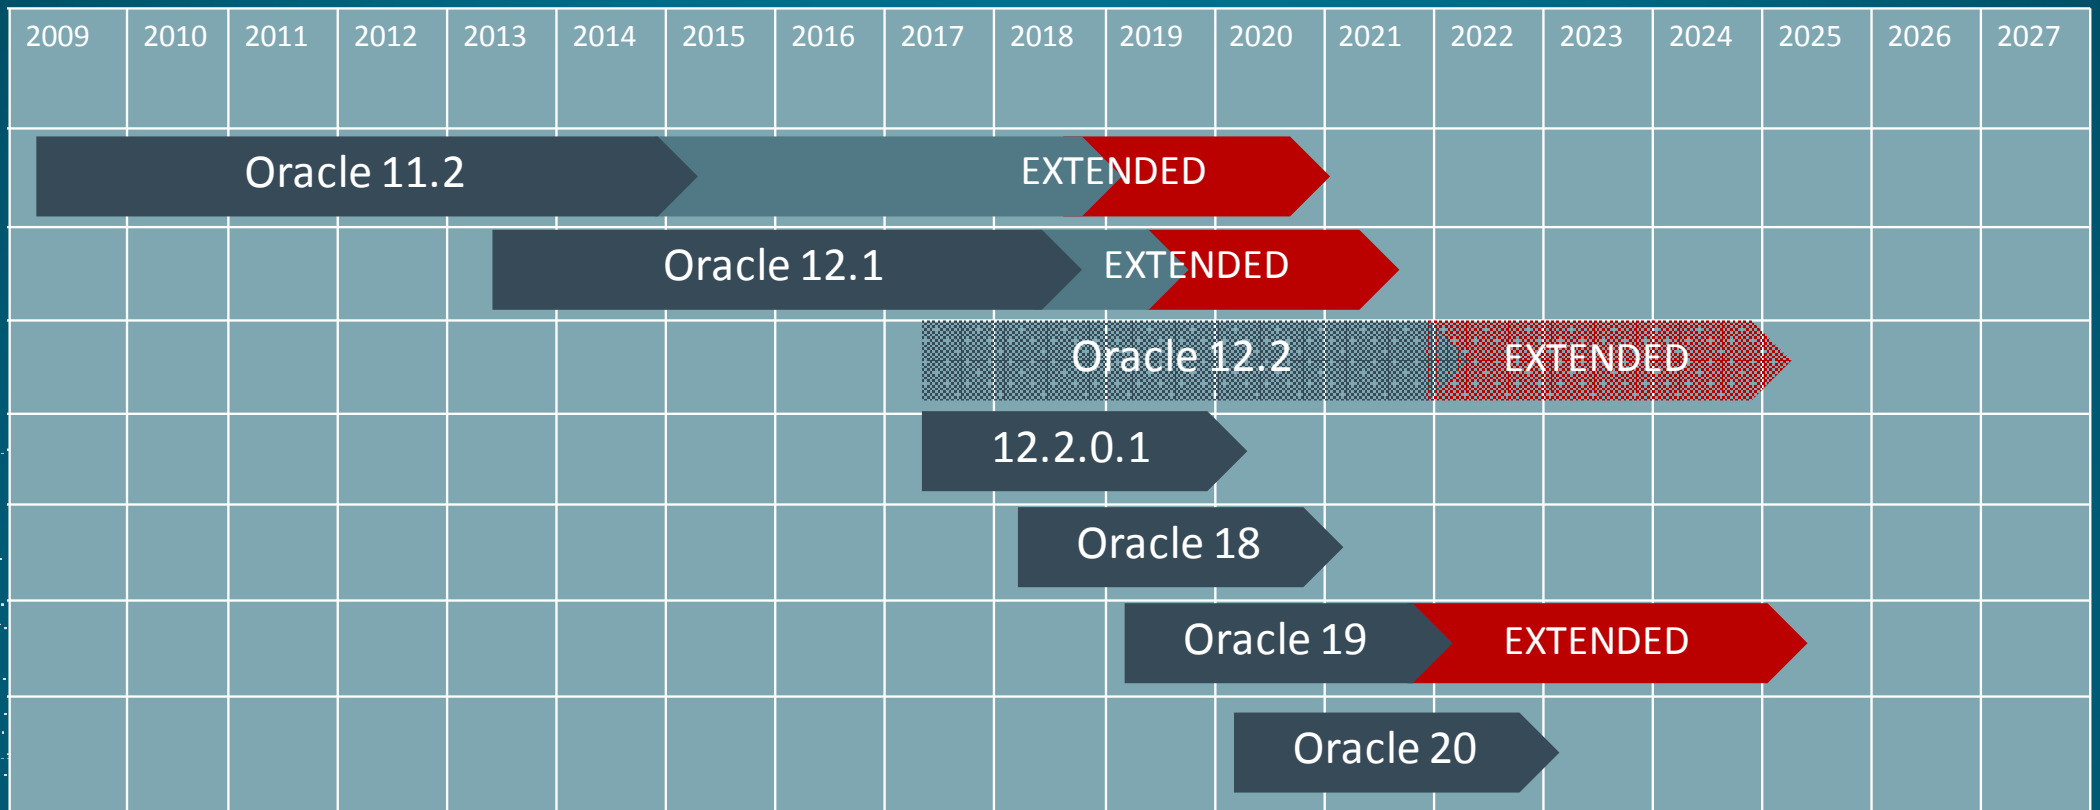 2009 2010 2011 2012 2013 2014 2015 2016 2017 2018 2019 2020 2021 2022 2023 2024 2025 2026 2027
Oracle 11.2 EXTENDED
Oracle 12.1 EXTENDED
Oracle 12.2 EXTENDED
12.2.0.1
Oracle 18
Oracle 19 EXTENDED
Oracle 20